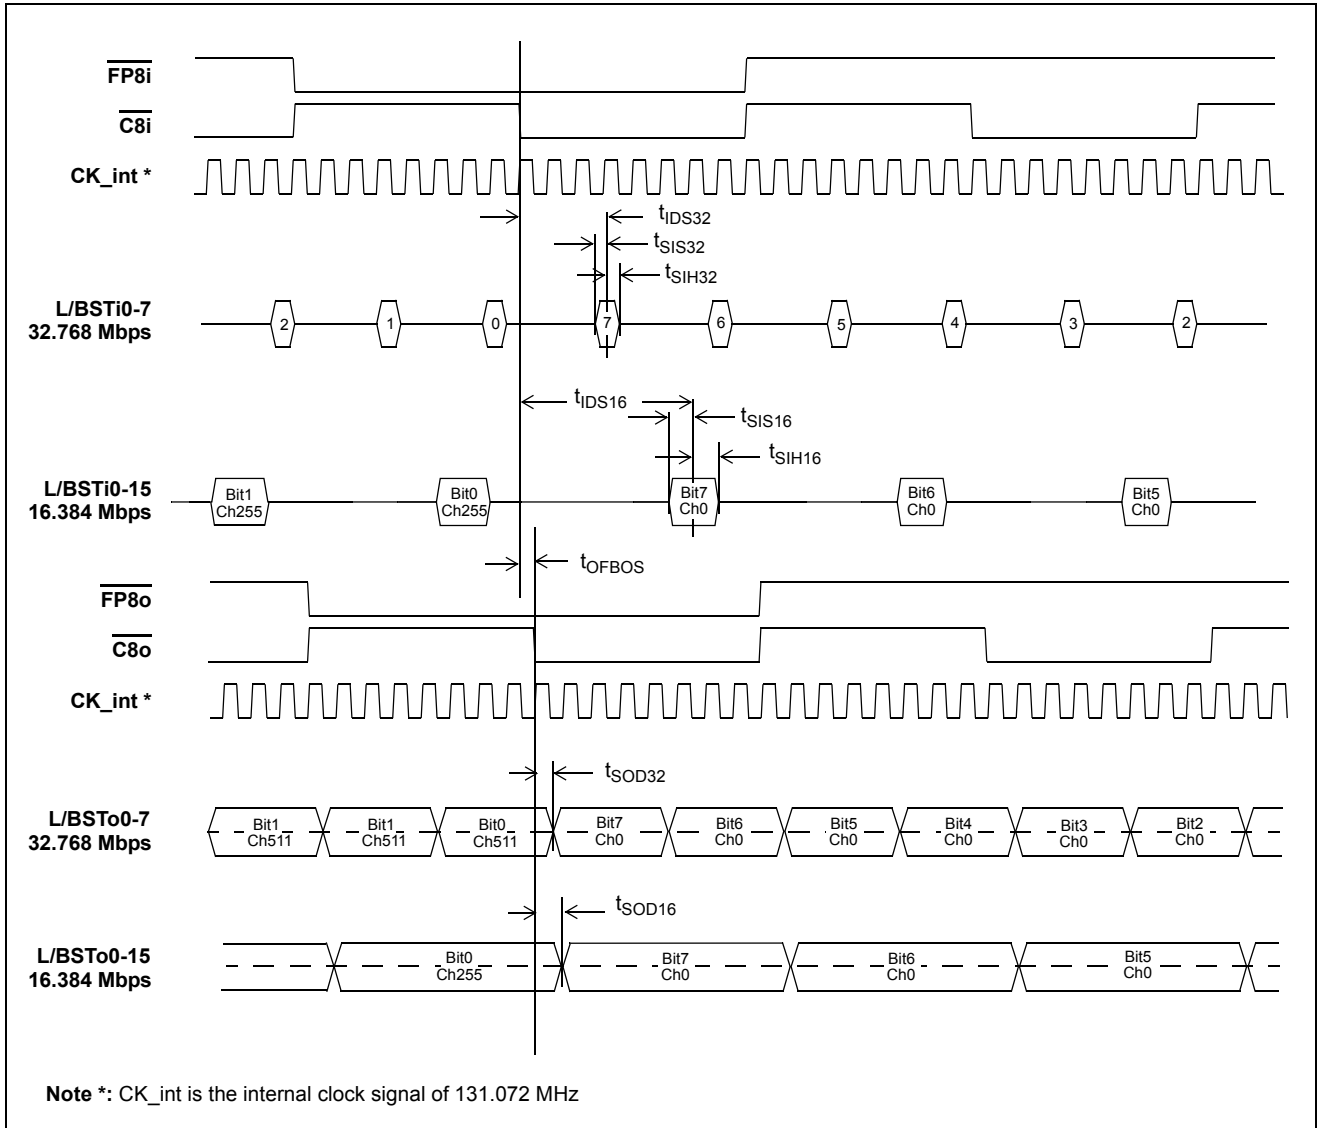 FP8i
C8i
CK_int *
tIDS32
tSIS32
tSIH32
L/BSTi0-7
32.768 Mbps
2 1 0 7 6 5 4 3 2
tIDS16
tSIS16
tSIH16
L/BSTi0-15
16.384 Mbps
Bit1 Bit0 Bit7 Bit6 Bit5
Ch255 Ch255 Ch0 Ch0 Ch0
tOFBOS
FP8o
C8o
CK_int *
tSOD32
L/BSTo0-7
32.768 Mbps
Bit1 Bit1 Bit0 Bit7 Bit6 Bit5 Bit4 Bit3 Bit2
Ch511 Ch511 Ch511 Ch0 Ch0 Ch0 Ch0 Ch0 Ch0
tSOD16
L/BSTo0-15
16.384 Mbps
Bit0 Bit7 Bit6 Bit5
Ch255 Ch0 Ch0 Ch0
Note *: CK_int is the internal clock signal of 131.072 MHz